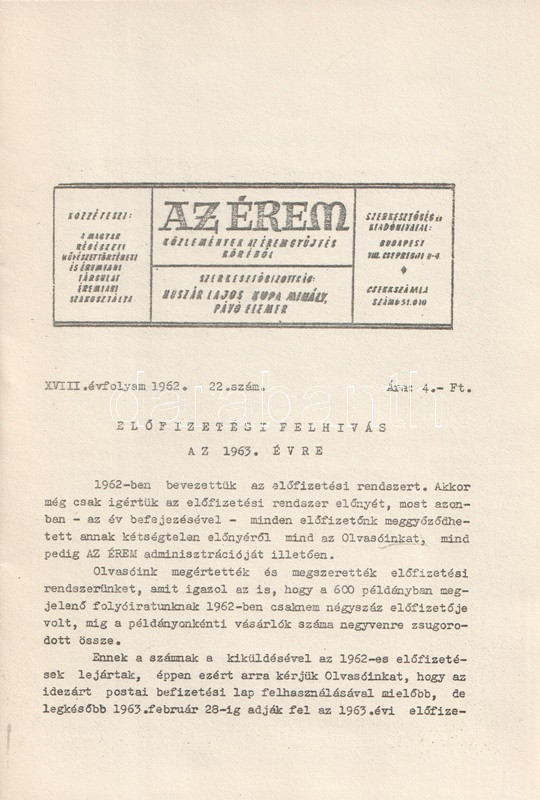 KÖZZÉTESZI:
A MAGYAR
RÉGÉSZETI
MŰVÉSZETTÖRTÉNETI
ÉS ÉREMTANI
TÁRSULAT
ÉREMTANI
SZAKOSZTÁLYA
AZ ÉREM
KÖZLEMÉNYEK AZ ÉREMGYŰJTÉS
KÖRÉBŐL
SZERKESZTŐBIZOTTSÁG:
HUSZÁR LAJOS KUPA MIHÁLY,
PÁVÓ ELEMÉR
SZERKESZTŐSÉG ÉS
KIADÓHIVATAL:
BUDAPEST
VIII. CSEPREGHY U-4
CSEKKSZÁMLA
SZÁM: 51.010
XVIII.évfolyam 1962. 22.szám. Ára: 4.- Ft.
ELŐFIZETÉSI FELHIVÁS
AZ 1963. ÉVRE
1962-ben bevezettük az előfizetési rendszert. Akkor
még csak igértük az előfizetési rendszer előnyét, most azon-
ban - az év befejezésével - minden előfizetőnk meggyőződhe-
tett annak kétségtelen előnyéről mind az Olvasóinkat, mind
pedig AZ ÉREM adminisztrációját illetően.
Olvasóink megértették és megszerették előfizetési
rendszerünket, amit igazol az is, hogy a 600 példányban meg-
jelenő folyóiratunknak 1962-ben csaknem négyszáz előfizetője
volt, mig a példányonkénti vásárlók száma negyvenre zsugoro-
dott össze.
Ennek a számnak a kiküldésével az 1962-es előfizeté-
sek lejártak, éppen ezért arra kérjük Olvasóinkat, hogy az
idezárt postai befizetési lap felhasználásával mielőbb, de
legkésőbb 1963.február 28-ig adják fel az 1963.évi előfize-
darabanth